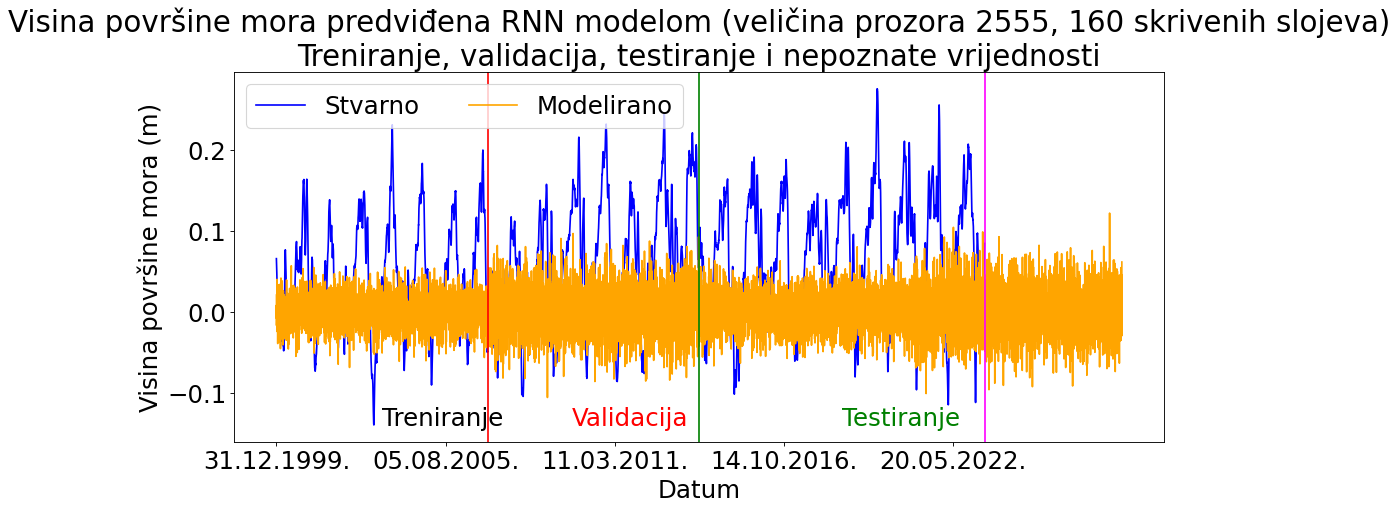 Visina površine mora predviđena RNN modelom (veličina prozora 2555, 160 skrivenih slojeva)
Treniranje, validacija, testiranje i nepoznate vrijednosti
Stvarno Modelirano
Visina površine mora (m)
0.2
0.1
0.0
−0.1
Treniranje Validacija Testiranje
31.12.1999. 05.08.2005. 11.03.2011. 14.10.2016. 20.05.2022.
Datum